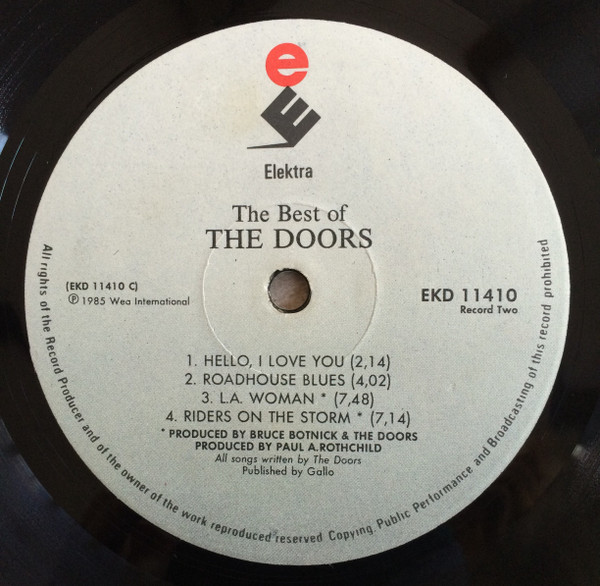 e
E
Elektra
The Best of
THE DOORS
(EKD 11410 C)
℗ 1985 Wea International
EKD 11410
Record Two
1. HELLO, I LOVE YOU (2,14)
2. ROADHOUSE BLUES (4,02)
3. L.A. WOMAN * (7,48)
4. RIDERS ON THE STORM * (7,14)
* PRODUCED BY BRUCE BOTNICK & THE DOORS
PRODUCED BY PAUL A.ROTHCHILD
All songs written by The Doors
Published by Gallo
All rights of the Record Producer and of the owner of the work reproduced reserved Copying. Public Performance and Broadcasting of this record prohibited